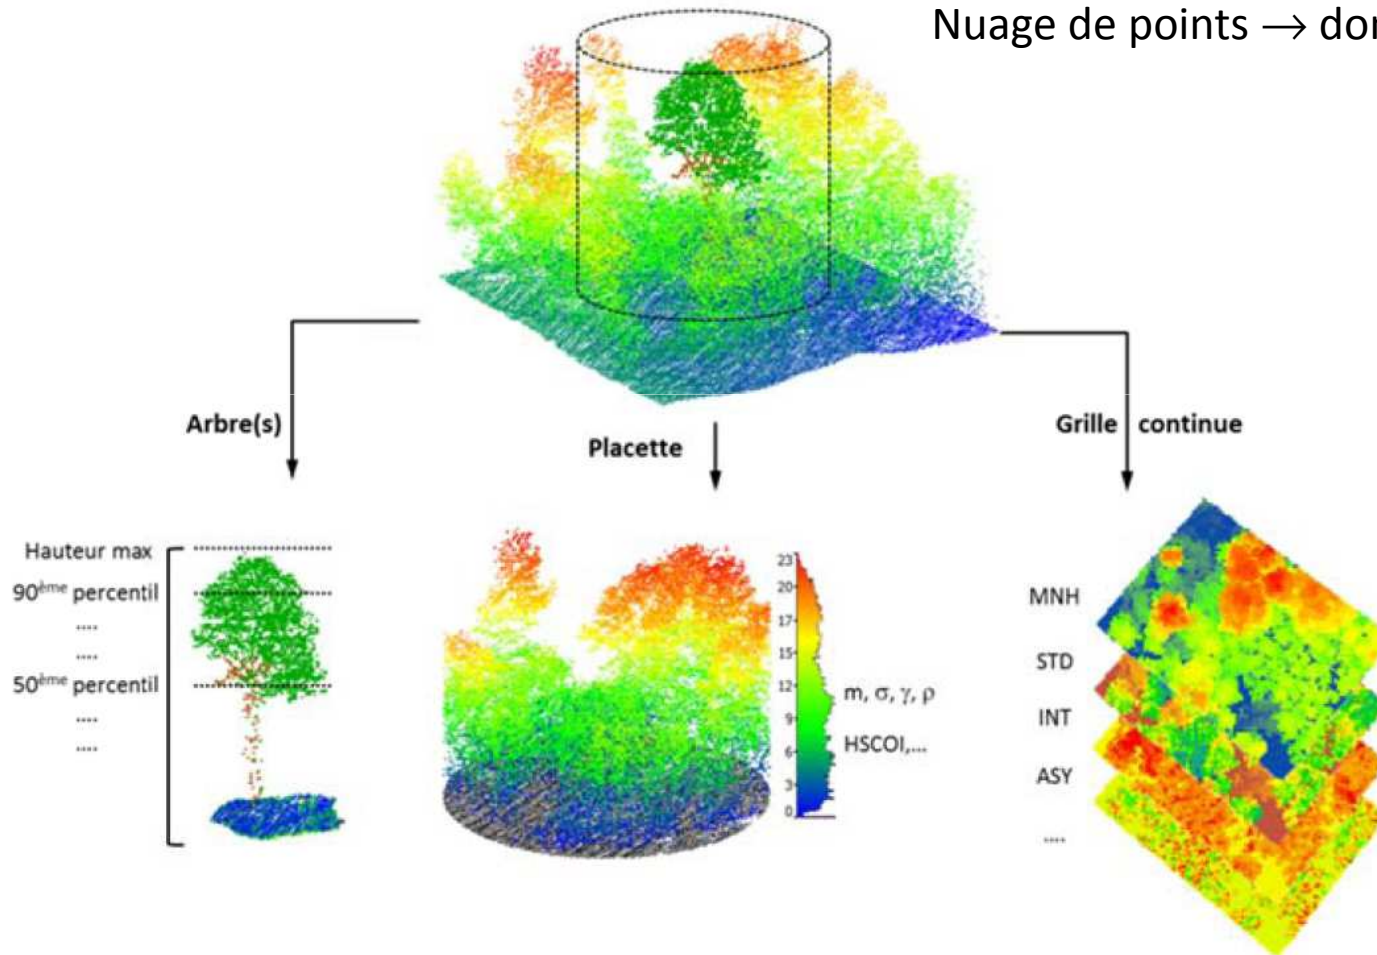 Nuage de points → don
Arbre(s)
Placette
Grille continue
Hauteur max
90ème percentil
....
....
50ème percentil
....
....
23
20
17
15
12
9
6
3
0
m, σ, γ, ρ
HSCOI,...
MNH
STD
INT
ASY
....